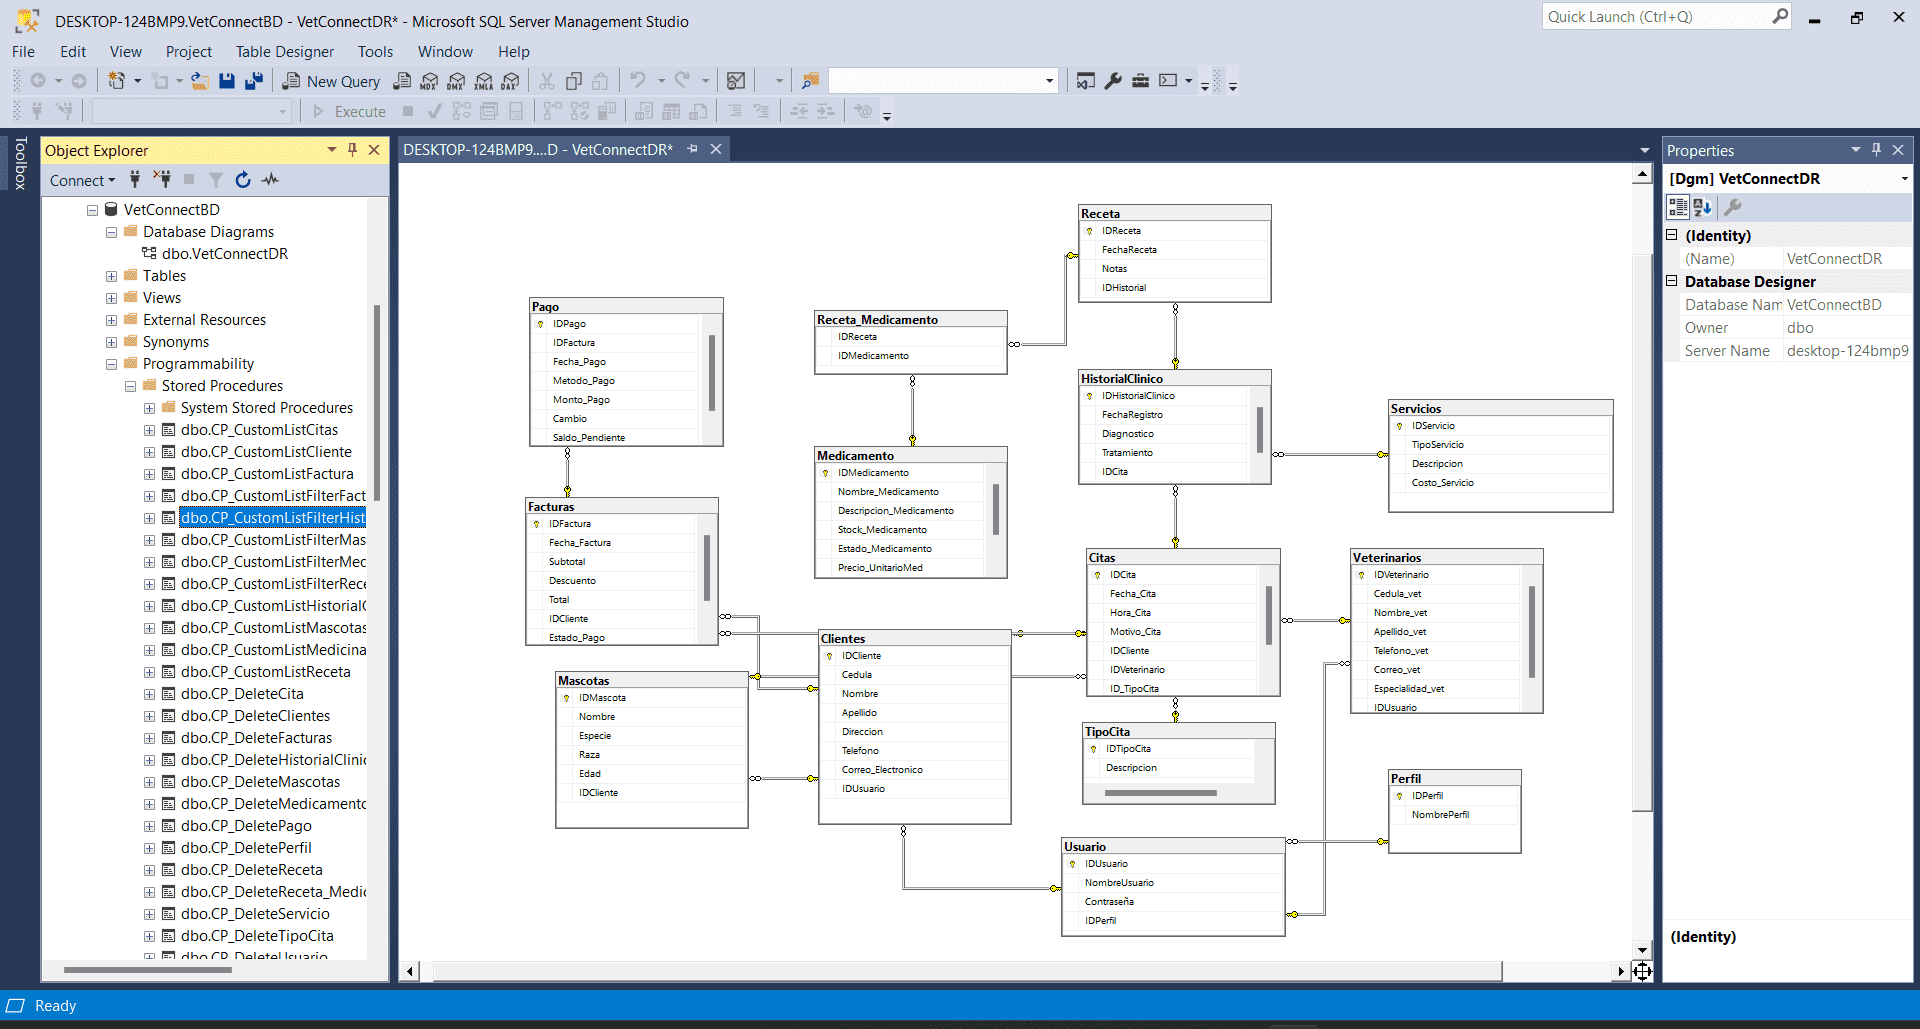 DESKTOP-124BMP9.VetConnectBD - VetConnectDR* - Microsoft SQL Server Management Studio
Quick Launch (Ctrl+Q)
File Edit View Project Table Designer Tools Window Help
New Query
MDX DMX XMLA DAX
Execute
Toolbox
Object Explorer
Connect
VetConnectBD
Database Diagrams
dbo.VetConnectDR
Tables
Views
External Resources
Synonyms
Programmability
Stored Procedures
System Stored Procedures
dbo.CP_CustomListCitas
dbo.CP_CustomListCliente
dbo.CP_CustomListFactura
dbo.CP_CustomListFilterFact
dbo.CP_CustomListFilterHist
dbo.CP_CustomListFilterMas
dbo.CP_CustomListFilterMed
dbo.CP_CustomListFilterRece
dbo.CP_CustomListHistorialC
dbo.CP_CustomListMascotas
dbo.CP_CustomListMedicina
dbo.CP_CustomListReceta
dbo.CP_DeleteCita
dbo.CP_DeleteClientes
dbo.CP_DeleteFacturas
dbo.CP_DeleteHistorialClinic
dbo.CP_DeleteMascotas
dbo.CP_DeleteMedicamento
dbo.CP_DeletePago
dbo.CP_DeletePerfil
dbo.CP_DeleteReceta
dbo.CP_DeleteReceta_Medic
dbo.CP_DeleteServicio
dbo.CP_DeleteTipoCita
dbo.CP_DeleteUsuario
DESKTOP-124BMP9....D - VetConnectDR*
Receta
IDReceta
FechaReceta
Notas
IDHistorial
Pago
IDPago
IDFactura
Fecha_Pago
Metodo_Pago
Monto_Pago
Cambio
Saldo_Pendiente
Receta_Medicamento
IDReceta
IDMedicamento
HistorialClinico
IDHistorialClinico
FechaRegistro
Diagnostico
Tratamiento
IDCita
Servicios
IDServicio
TipoServicio
Descripcion
Costo_Servicio
Medicamento
IDMedicamento
Nombre_Medicamento
Descripcion_Medicamento
Stock_Medicamento
Estado_Medicamento
Precio_UnitarioMed
Facturas
IDFactura
Fecha_Factura
Subtotal
Descuento
Total
IDCliente
Estado_Pago
Citas
IDCita
Fecha_Cita
Hora_Cita
Motivo_Cita
IDCliente
IDVeterinario
ID_TipoCita
Veterinarios
IDVeterinario
Cedula_vet
Nombre_vet
Apellido_vet
Telefono_vet
Correo_vet
Especialidad_vet
IDUsuario
Clientes
IDCliente
Cedula
Nombre
Apellido
Direccion
Telefono
Correo_Electronico
IDUsuario
Mascotas
IDMascota
Nombre
Especie
Raza
Edad
IDCliente
TipoCita
IDTipoCita
Descripcion
Perfil
IDPerfil
NombrePerfil
Usuario
IDUsuario
NombreUsuario
Contraseña
IDPerfil
Properties
[Dgm] VetConnectDR
(Identity)
(Name) VetConnectDR
Database Designer
Database Nam VetConnectBD
Owner dbo
Server Name desktop-124bmp9
(Identity)
Ready